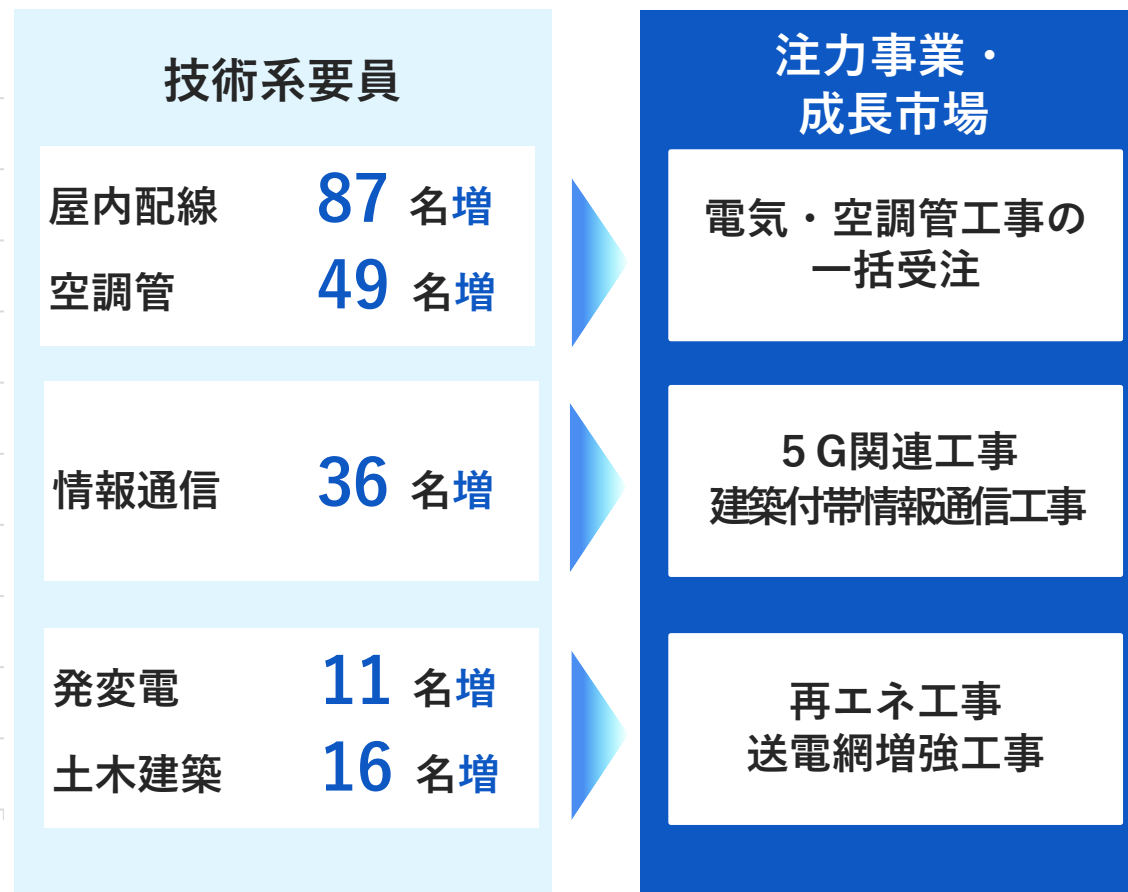 技術系要員
屋内配線 87 名増
空調管 49 名増
情報通信 36 名増
発変電 11 名増
土木建築 16 名増
注力事業・
成長市場
電気・空調管工事の
一括受注
５G関連工事
建築付帯情報通信工事
再エネ工事
送電網増強工事